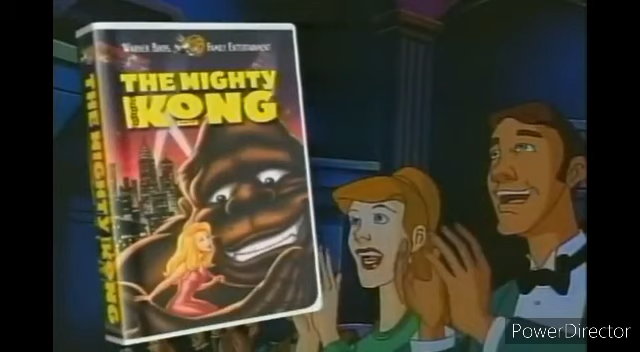 WARNER BROS. FAMILY ENTERTAINMENT
THE MIGHTY
KONG
THE MIGHTY KONG
PowerDirector